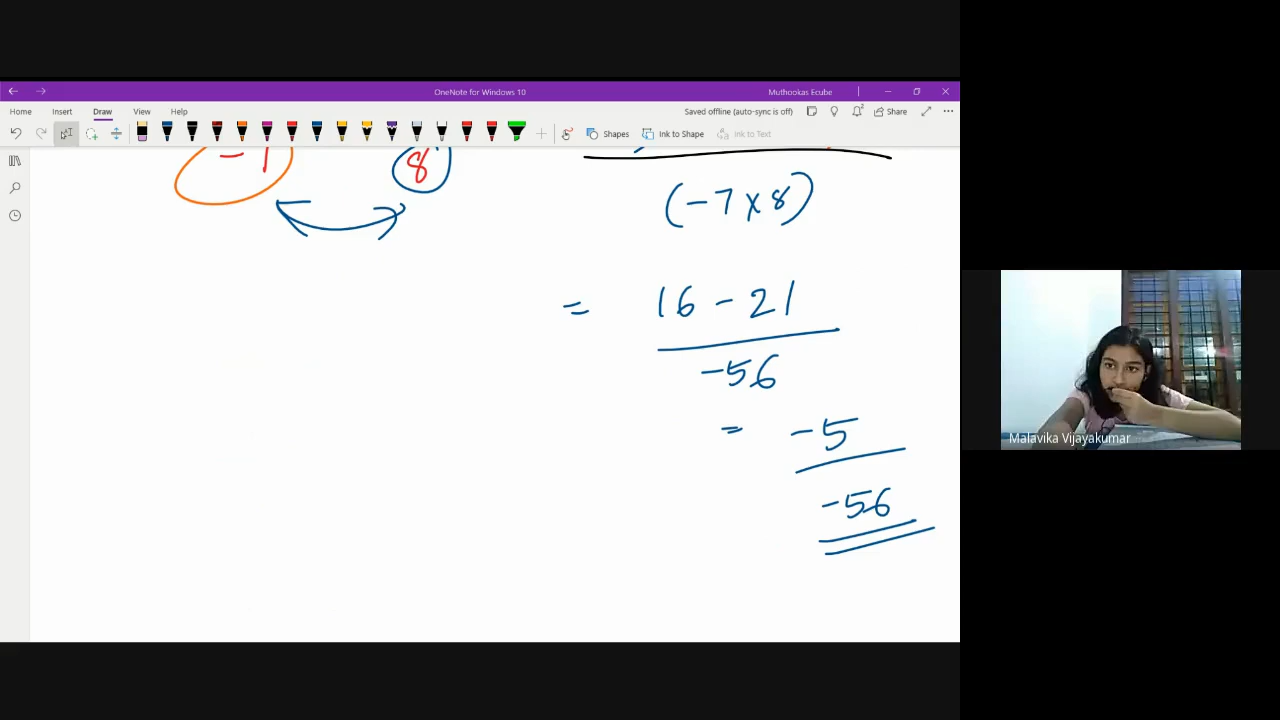 OneNote for Windows 10
Muthookas Ecube
Home Insert Draw View Help
Saved offline (auto-sync is off)
Share
Shapes
Ink to Shape
Ink to Text
8
(-7 x 8)
= 16 - 21
-56
= -5
-56
Malavika Vijayakumar